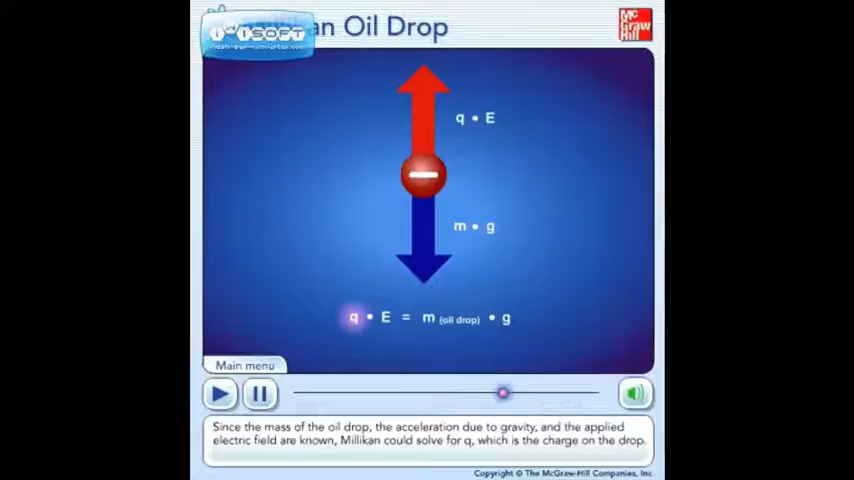 an Oil Drop
iWiSOFT
Mc
Graw
Hill
q • E
m • g
q • E = m (oil drop) • g
Main menu
Since the mass of the oil drop, the acceleration due to gravity, and the applied
electric field are known, Millikan could solve for q, which is the charge on the drop.
Copyright © The McGraw-Hill Companies, Inc.